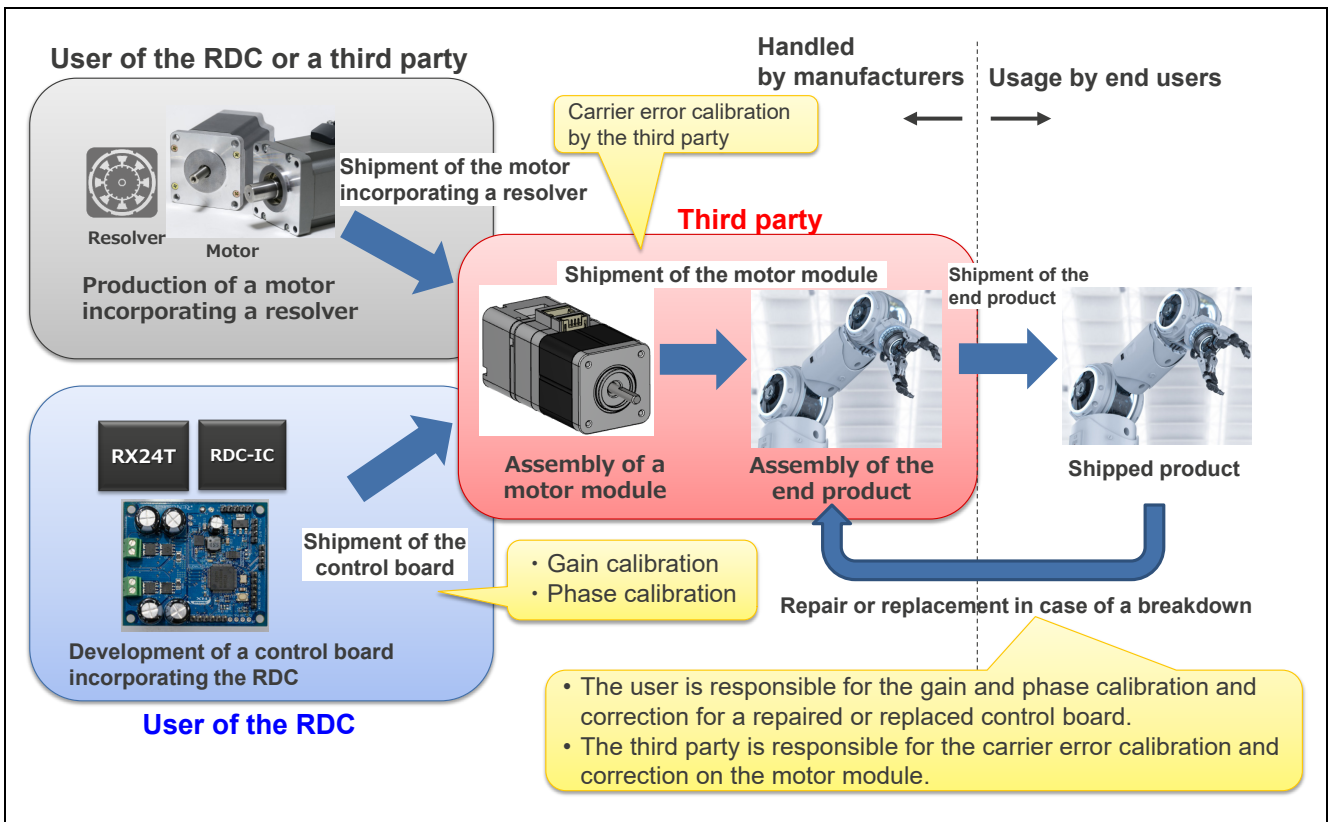 User of the RDC or a third party
Handled
by manufacturers
Usage by end users
Carrier error calibration
by the third party
Shipment of the motor
incorporating a resolver
Resolver
Motor
Production of a motor
incorporating a resolver
Third party
Shipment of the motor module
Shipment of the
end product
Assembly of a
motor module
Assembly of the
end product
Shipped product
RX24T
RDC-IC
Shipment of the
control board
・Gain calibration
・Phase calibration
Development of a control board
incorporating the RDC
User of the RDC
Repair or replacement in case of a breakdown
• The user is responsible for the gain and phase calibration and
correction for a repaired or replaced control board.
• The third party is responsible for the carrier error calibration and
correction on the motor module.